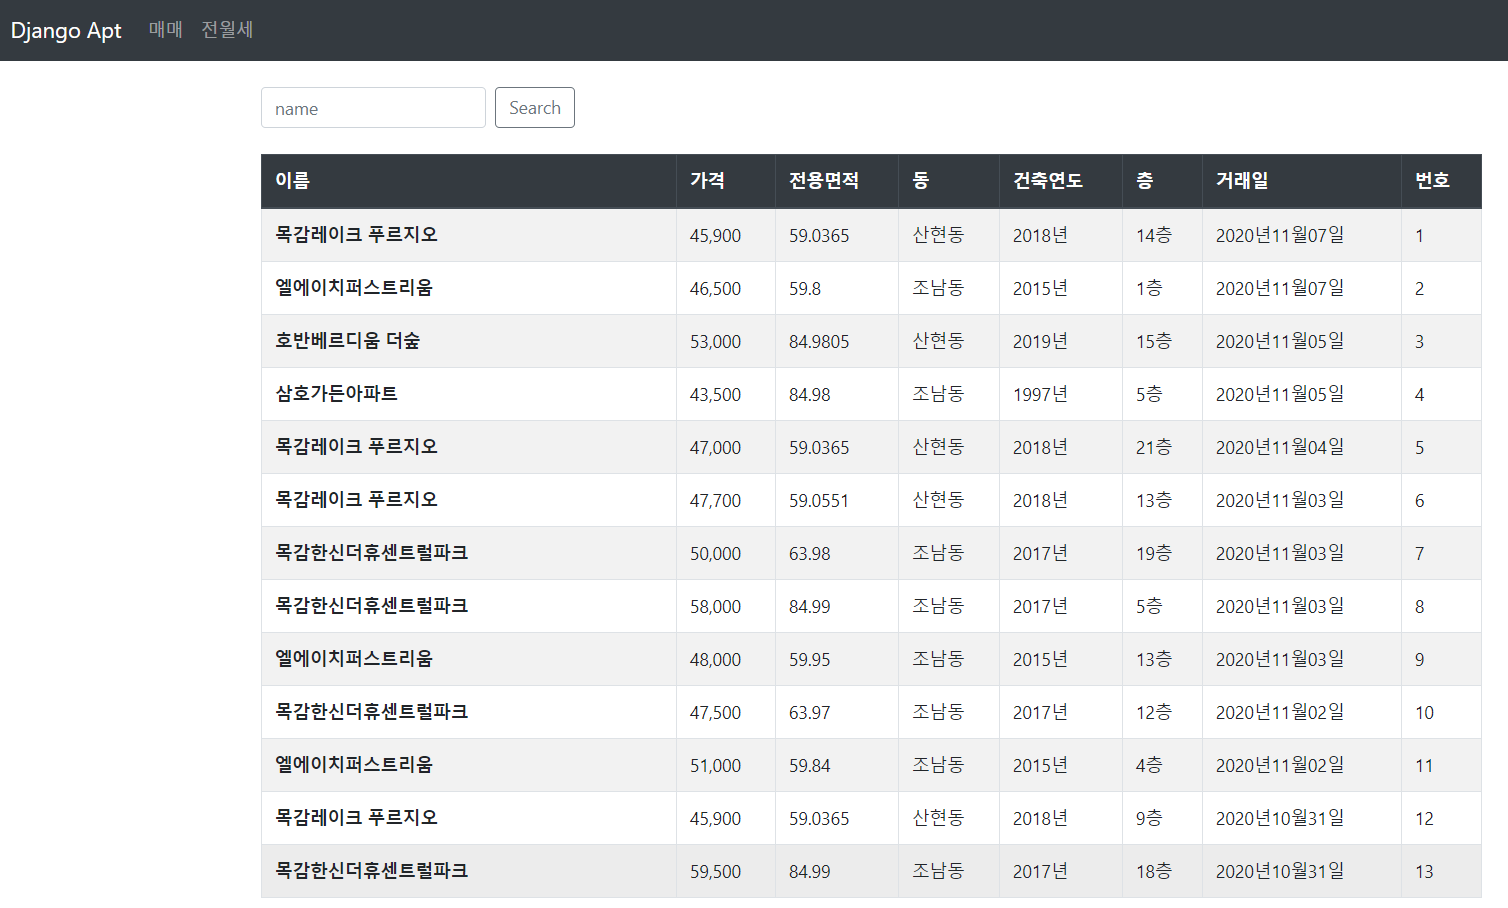 Django Apt 매매 전월세
name Search
이름 가격 전용면적 동 건축연도 층 거래일 번호
목감레이크 푸르지오 45,900 59.0365 산현동 2018년 14층 2020년11월07일 1
엘에이치퍼스트리움 46,500 59.8 조남동 2015년 1층 2020년11월07일 2
호반베르디움 더숲 53,000 84.9805 산현동 2019년 15층 2020년11월05일 3
삼호가든아파트 43,500 84.98 조남동 1997년 5층 2020년11월05일 4
목감레이크 푸르지오 47,000 59.0365 산현동 2018년 21층 2020년11월04일 5
목감레이크 푸르지오 47,700 59.0551 산현동 2018년 13층 2020년11월03일 6
목감한신더휴센트럴파크 50,000 63.98 조남동 2017년 19층 2020년11월03일 7
목감한신더휴센트럴파크 58,000 84.99 조남동 2017년 5층 2020년11월03일 8
엘에이치퍼스트리움 48,000 59.95 조남동 2015년 13층 2020년11월03일 9
목감한신더휴센트럴파크 47,500 63.97 조남동 2017년 12층 2020년11월02일 10
엘에이치퍼스트리움 51,000 59.84 조남동 2015년 4층 2020년11월02일 11
목감레이크 푸르지오 45,900 59.0365 산현동 2018년 9층 2020년10월31일 12
목감한신더휴센트럴파크 59,500 84.99 조남동 2017년 18층 2020년10월31일 13